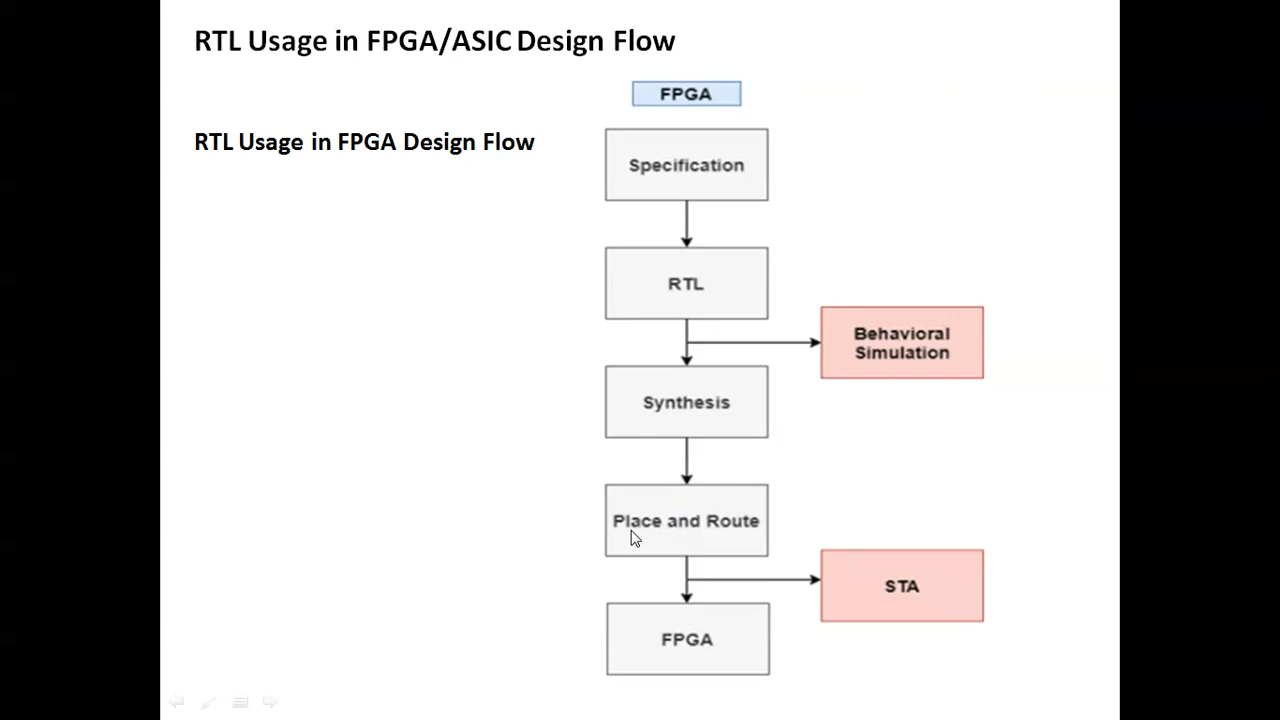 RTL Usage in FPGA/ASIC Design Flow
FPGA
RTL Usage in FPGA Design Flow
Specification
RTL
Behavioral
Simulation
Synthesis
Place and Route
STA
FPGA